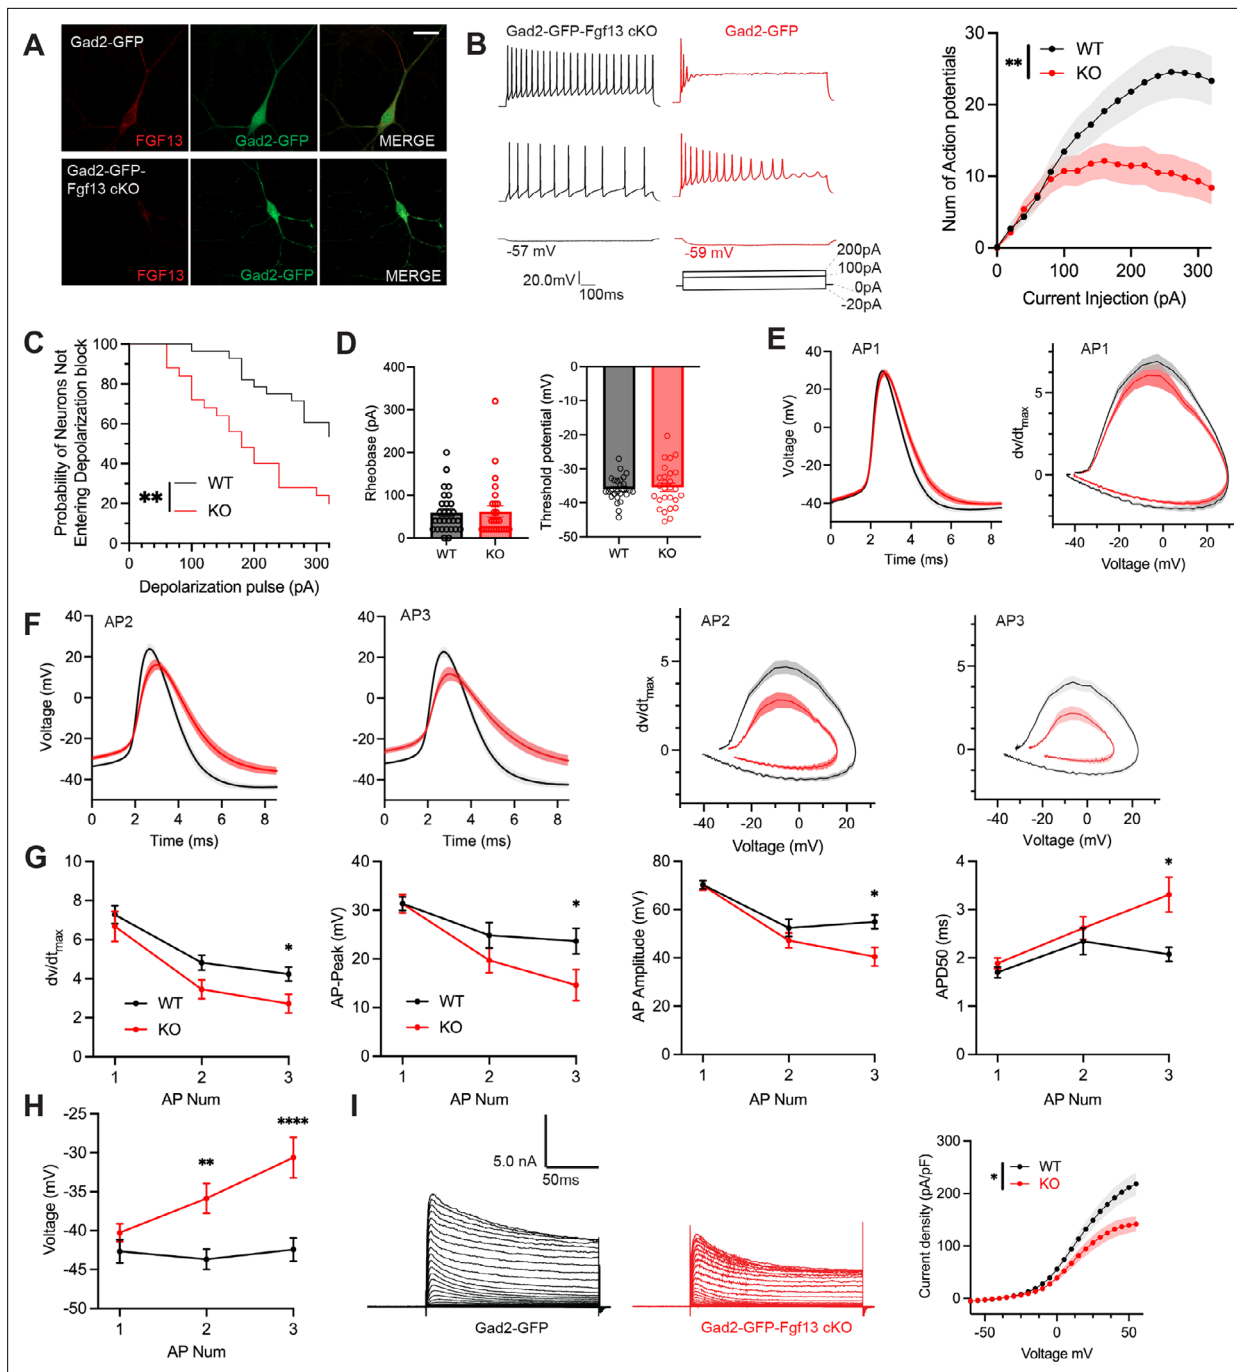 A
Gad2-GFP
FGF13
Gad2-GFP
MERGE
Gad2-GFP-
Fgf13 cKO
FGF13
Gad2-GFP
MERGE
B
Gad2-GFP-Fgf13 cKO
Gad2-GFP
-57 mV
-59 mV
20.0mV
100ms
200pA
100pA
0pA
-20pA
Num of Action potentials
30
20
10
0
** WT
KO
0 100 200 300
Current Injection (pA)
C
Probability of Neurons Not
Entering Depolarization block
100
80
60
40
20
0
** WT
KO
0 100 200 300
Depolarization pulse (pA)
D
Rheobase (pA)
400
300
200
100
0
WT KO
Threshold potential (mV)
0
-10
-20
-30
-40
-50
WT KO
E
AP1
Voltage (mV)
40
20
0
-20
-40
0 2 4 6 8
Time (ms)
AP1
dv/dtmax
5
0
-40 -20 0 20
Voltage (mV)
F
AP2
Voltage (mV)
40
20
0
-20
-40
0 2 4 6 8
Time (ms)
AP3
40
20
0
-20
-40
0 2 4 6 8
Time (ms)
AP2
dv/dtmax
5
0
-40 -20 0 20
Voltage (mV)
AP3
5
0
-40 -20 0 20
Voltage (mV)
G
dv/dtmax
8
6
4
2
0
*
WT
KO
1 2 3
AP Num
AP-Peak (mV)
40
30
20
10
0
*
WT
KO
1 2 3
AP Num
AP Amplitude (mV)
80
60
40
20
0
*
1 2 3
AP Num
APD50 (ms)
4
3
2
1
0
*
1 2 3
AP Num
H
Voltage (mV)
-25
-30
-35
-40
-45
-50
**
****
1 2 3
AP Num
I
5.0 nA
50ms
Gad2-GFP
Gad2-GFP-Fgf13 cKO
Current density (pA/pF)
300
200
100
0
* WT
KO
-50 0 50
Voltage mV